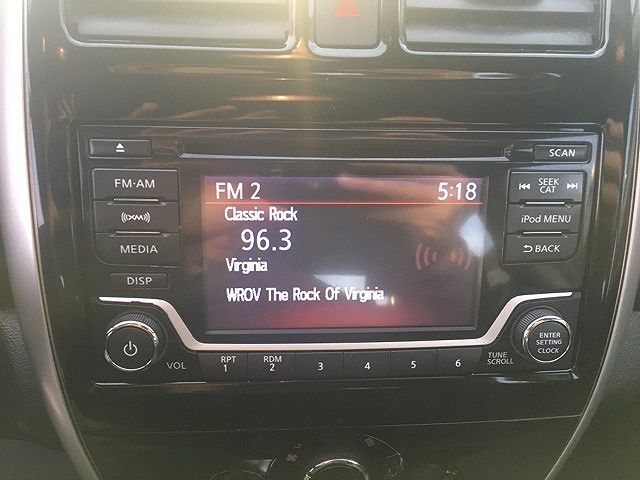 SCAN
FM·AM
SEEK
CAT
((XM))
iPod MENU
MEDIA
BACK
DISP
FM 2 5:18
Classic Rock
96.3
Virginia
WROV The Rock Of Virginia
VOL
RPT
1
RDM
2
3
4
5
6
TUNE
SCROLL
ENTER
SETTING
CLOCK